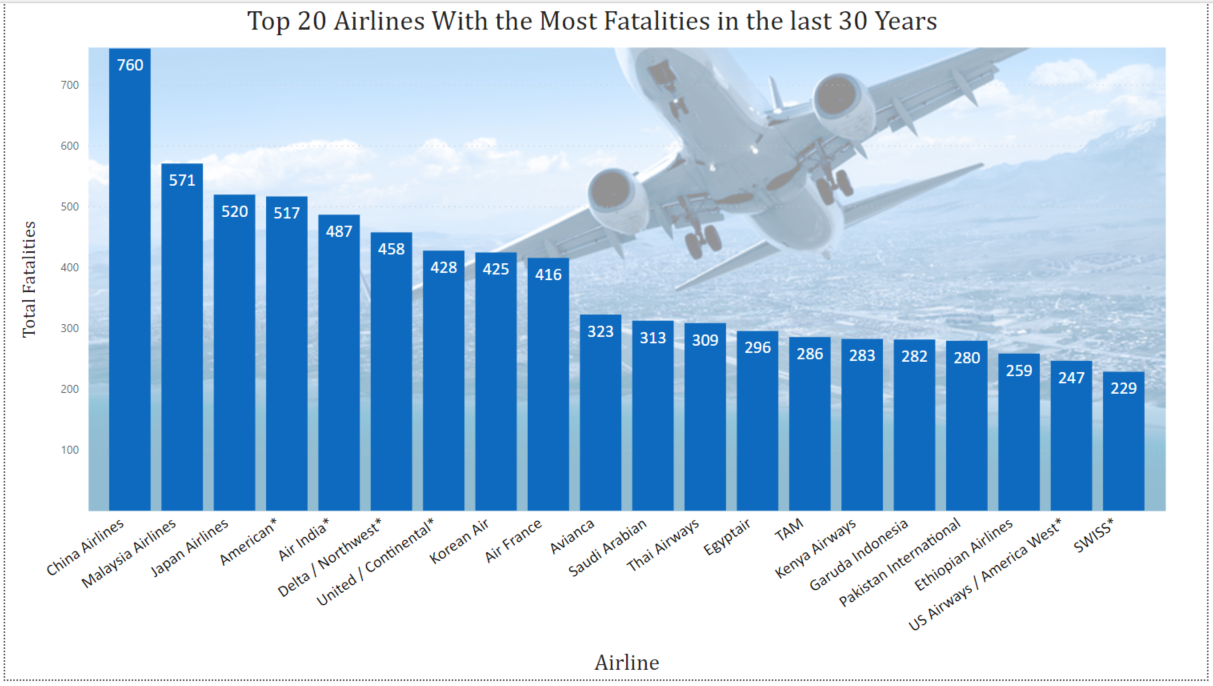 Top 20 Airlines With the Most Fatalities in the last 30 Years
Total Fatalities
700
600
500
400
300
200
100
760
571
520
517
487
458
428
425
416
323
313
309
296
286
283
282
280
259
247
229
China Airlines
Malaysia Airlines
Japan Airlines
American*
Air India*
Delta / Northwest*
United / Continental*
Korean Air
Air France
Avianca
Saudi Arabian
Thai Airways
Egyptair
TAM
Kenya Airways
Garuda Indonesia
Pakistan International
Ethiopian Airlines
US Airways / America West*
SWISS*
Airline